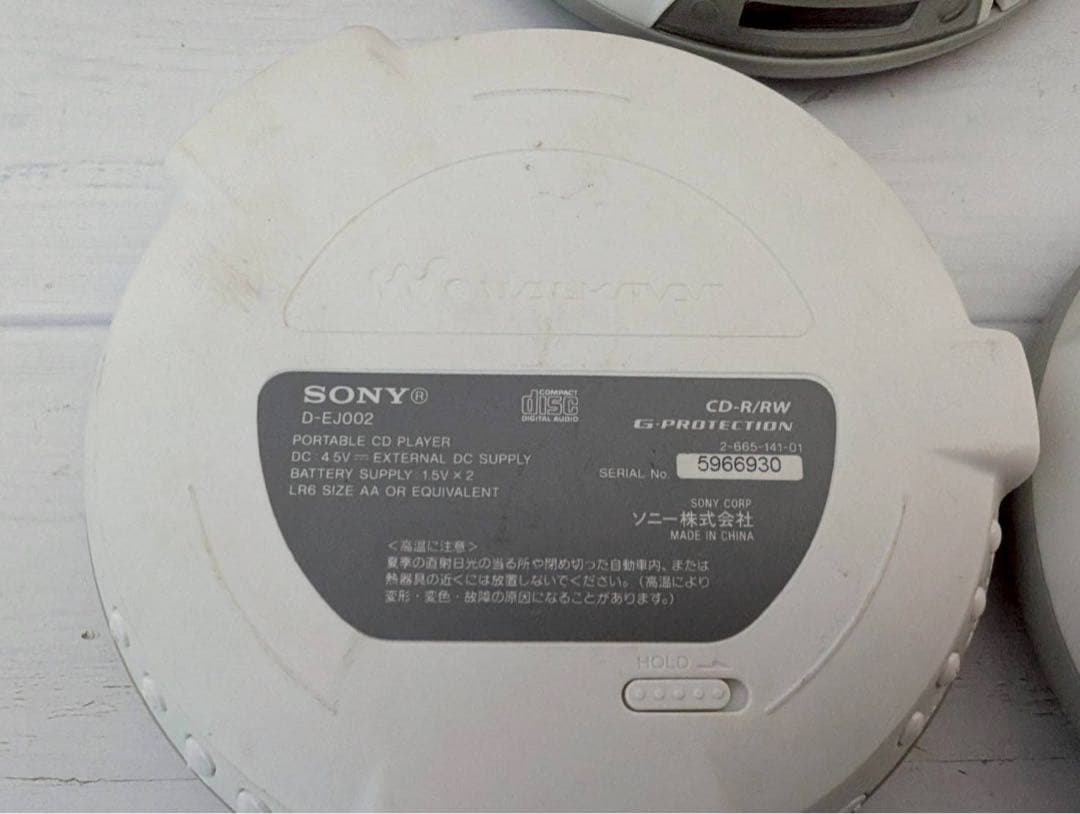 WALKMAN
SONY®
D-EJ002
COMPACT
disc
DIGITAL AUDIO
PORTABLE CD PLAYER
DC 4.5V⎓EXTERNAL DC SUPPLY
BATTERY SUPPLY 1.5V×2
LR6 SIZE AA OR EQUIVALENT
CD-R/RW
G·PROTECTION
2-665-141-01
SERIAL No. 5966930
SONY CORP
ソニー株式会社
MADE IN CHINA
<高温に注意>
夏季の直射日光の当る所や閉め切った自動車内、または
熱器具の近くには放置しないでください。(高温により
変形・変色・故障の原因になることがあります。)
HOLD